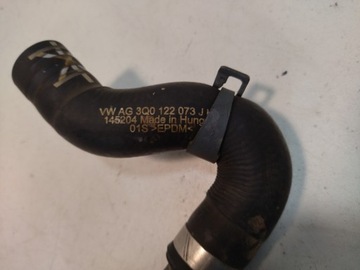 VW AG 3Q0 122 073 J
145204 Made in Hung
01S >EPDM<